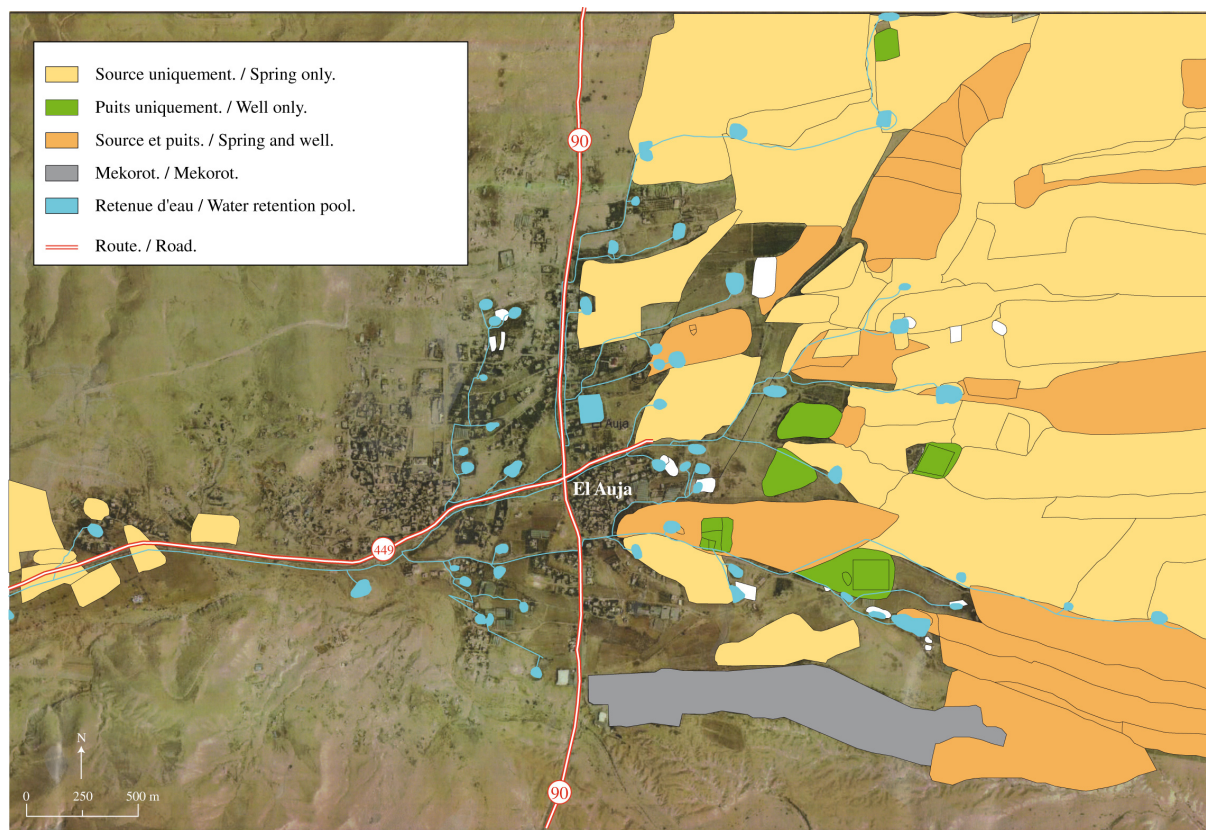 Source uniquement. / Spring only.
Puits uniquement. / Well only.
Source et puits. / Spring and well.
Mekorot. / Mekorot.
Retenue d'eau / Water retention pool.
Route. / Road.
90
Auja
El Auja
449
90
N
0 250 500 m